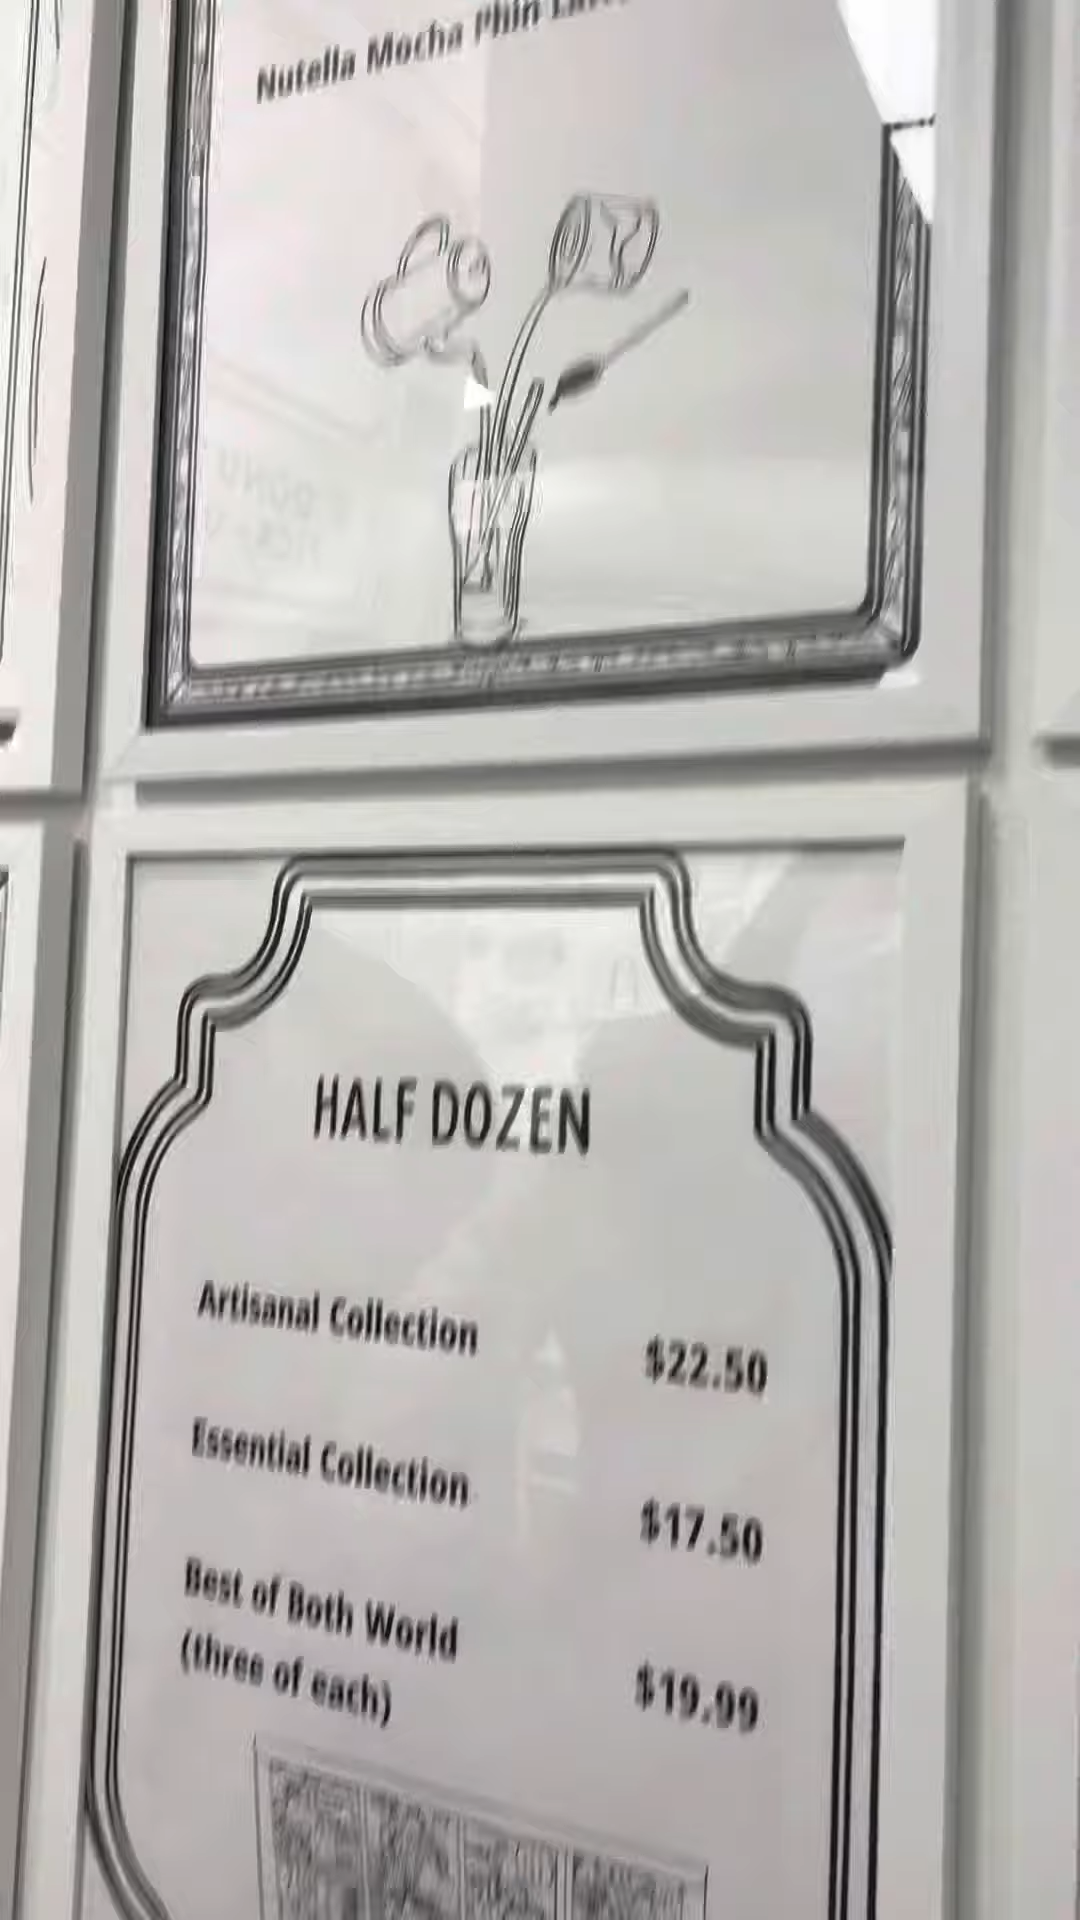 Nutella Mocha Phin
HALF DOZEN
Artisanal Collection
$22.50
Essential Collection
$17.50
Best of Both World
(three of each)
$19.99